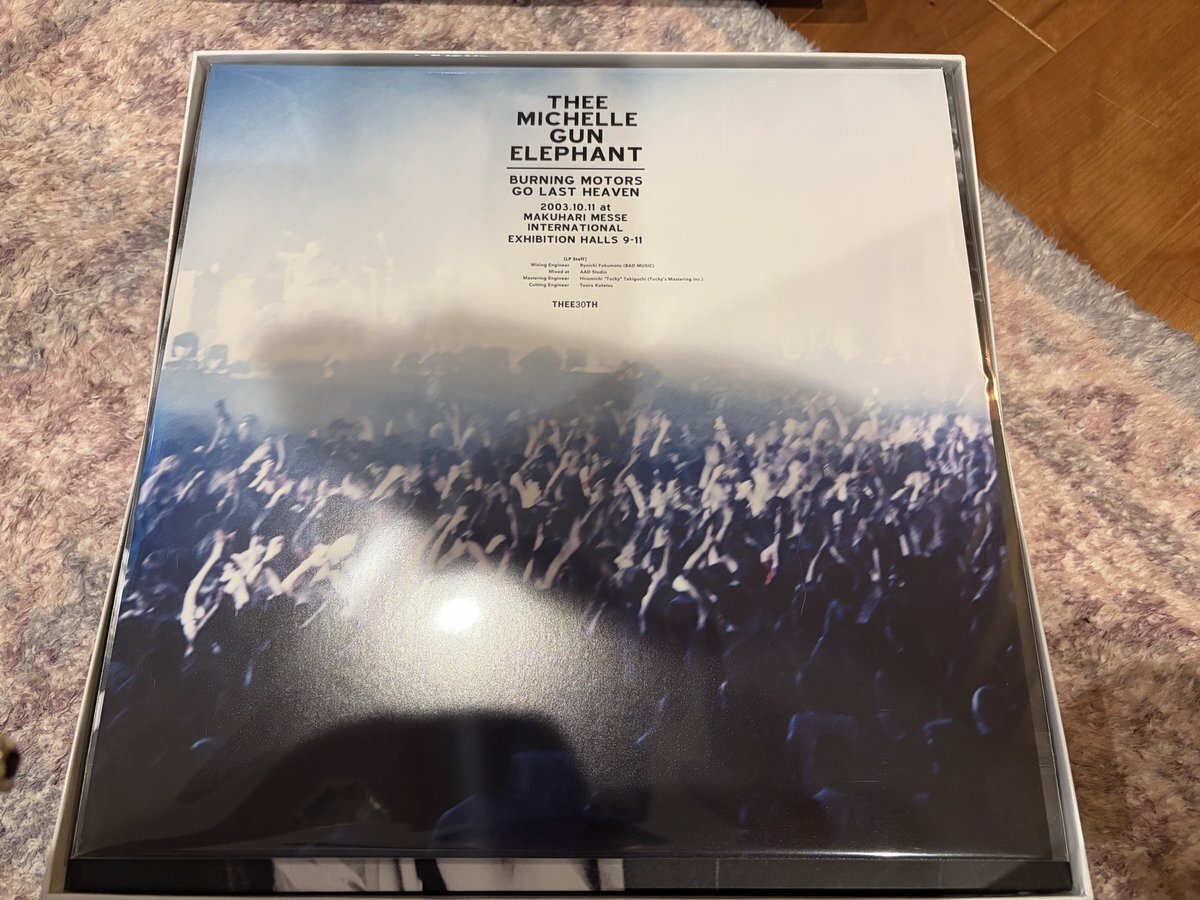 THEE
MICHELLE
GUN
ELEPHANT
BURNING MOTORS
GO LAST HEAVEN
2003.10.11 at
MAKUHARI MESSE
INTERNATIONAL
EXHIBITION HALLS 9-11
[LP Staff]
Mixing Engineer Ryoichi Fukumoto (BAD MUSIC)
Mixed at AAD Studio
Mastering Engineer Hiromichi "Tucky" Takiguchi (Tucky's Mastering inc.)
Cutting Engineer Tooru Kotetsu
THEE30TH